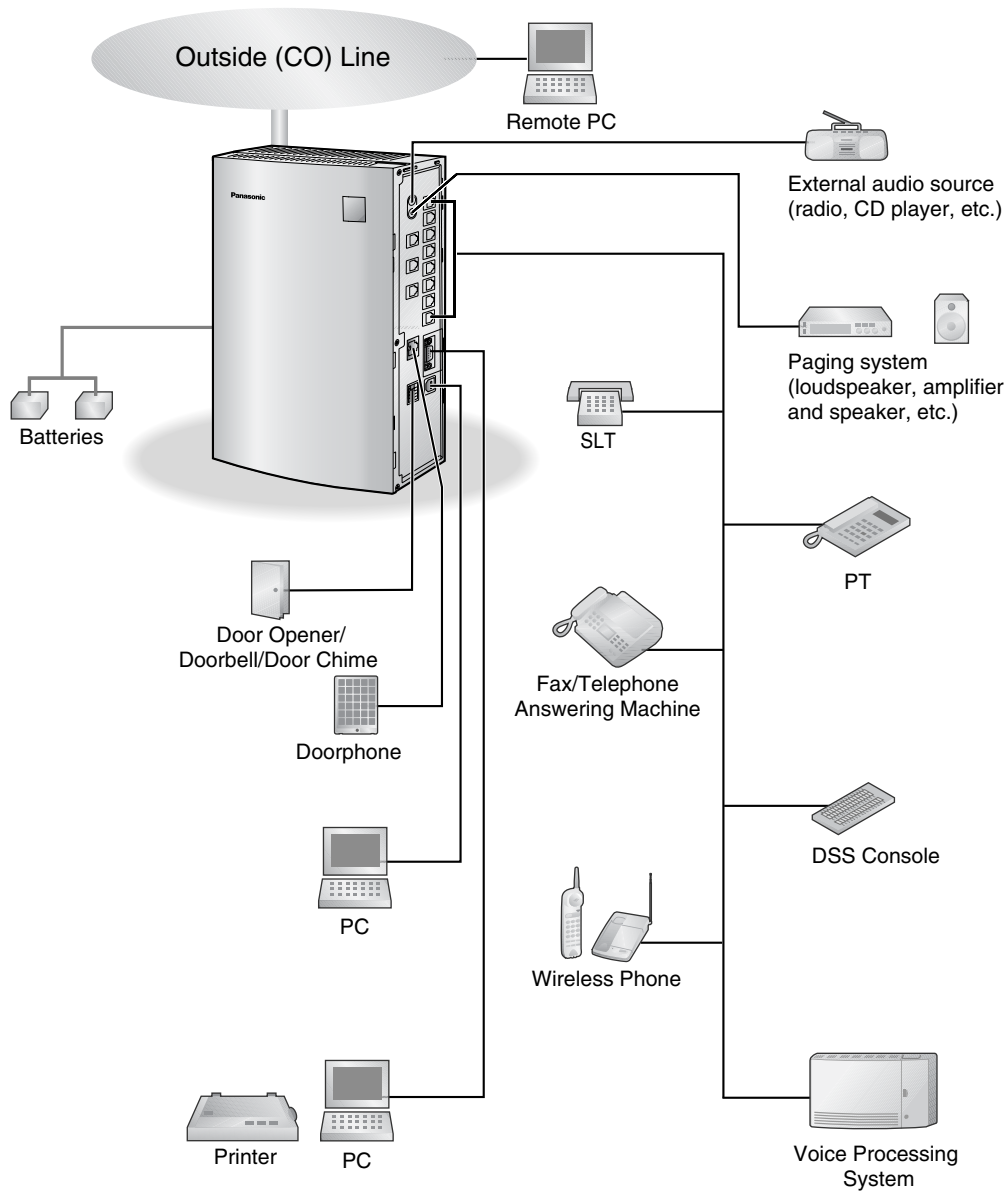 Outside (CO) Line
Remote PC
External audio source
(radio, CD player, etc.)
Panasonic
Paging system
(loudspeaker, amplifier
and speaker, etc.)
Batteries
SLT
PT
Door Opener/
Doorbell/Door Chime
Fax/Telephone
Answering Machine
Doorphone
DSS Console
PC
Wireless Phone
Printer
PC
Voice Processing
System